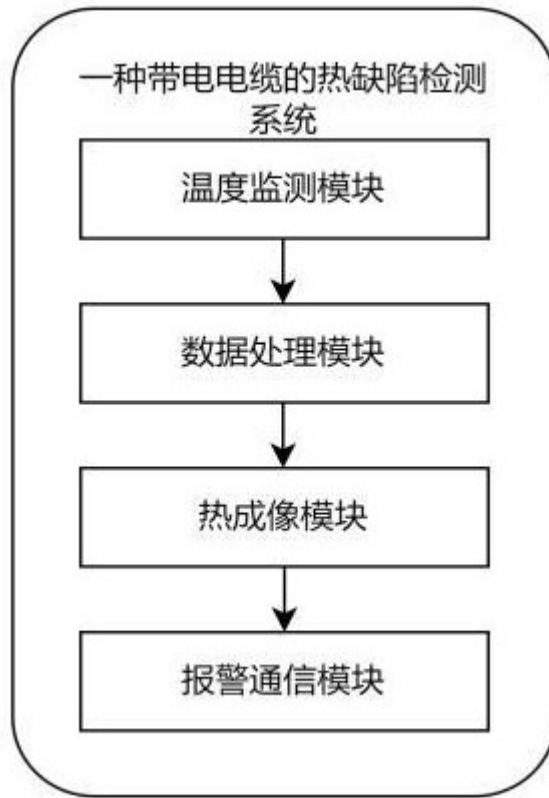 一种带电电缆的热缺陷检测
系统
温度监测模块
数据处理模块
热成像模块
报警通信模块